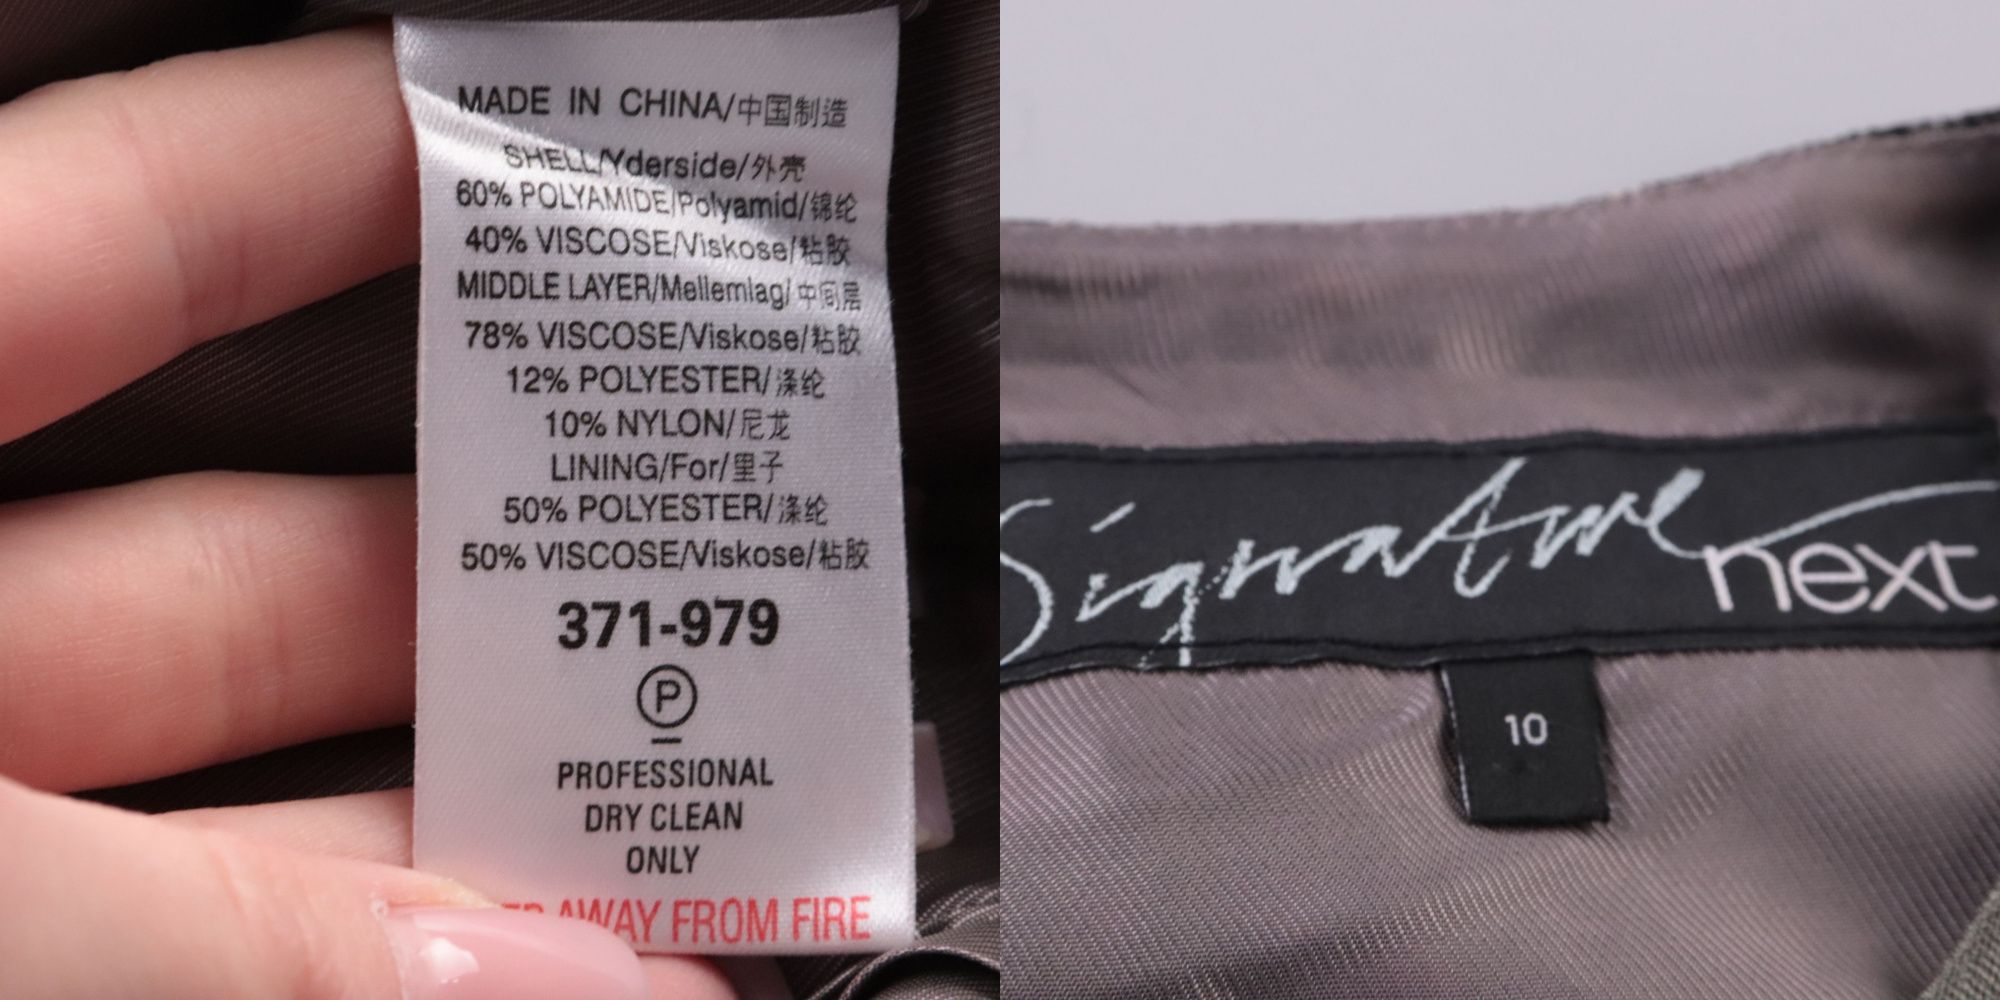 MADE IN CHINA/中国制造
SHELL/Yderside/外壳
60% POLYAMIDE/Polyamid/锦纶
40% VISCOSE/Viskose/粘胶
MIDDLE LAYER/Mellemlag/中间层
78% VISCOSE/Viskose/粘胶
12% POLYESTER/涤纶
10% NYLON/尼龙
LINING/For/里子
50% POLYESTER/涤纶
50% VISCOSE/Viskose/粘胶
371-979
P
PROFESSIONAL
DRY CLEAN
ONLY
AWAY FROM FIRE
Signature
next
10